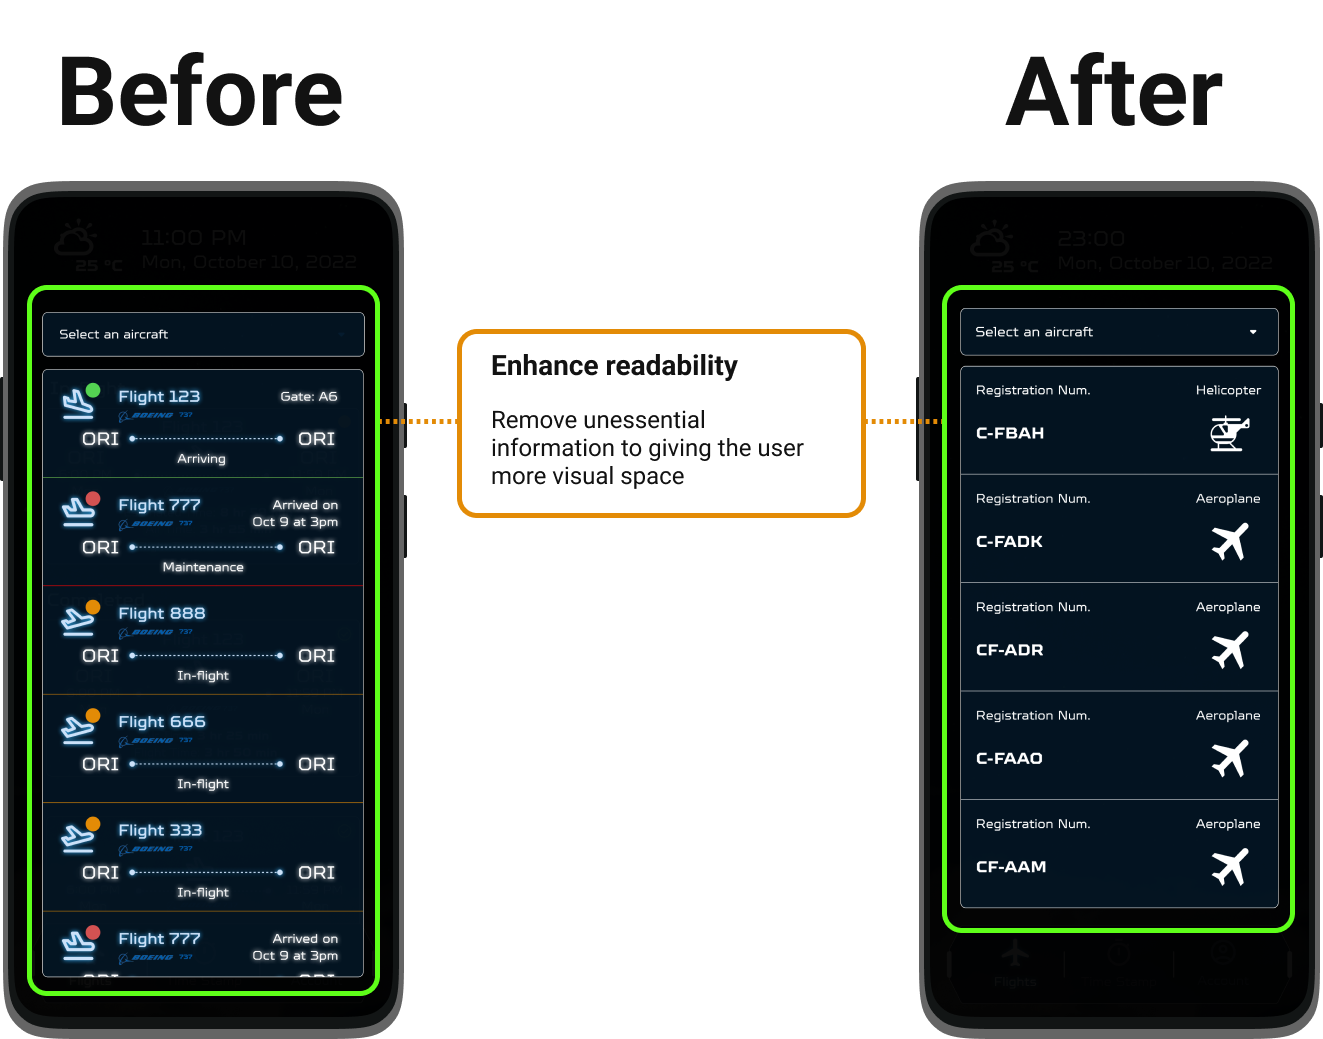 Before
After
11:00 PM
25 °C
Mon, October 10, 2022
Select an aircraft
Flight 123
Gate: A6
BOEING 737
ORI
ORI
Arriving
Flight 777
Arrived on
Oct 9 at 3pm
BOEING 737
ORI
ORI
Maintenance
Flight 888
BOEING 737
ORI
ORI
In-flight
Flight 666
BOEING 737
ORI
ORI
In-flight
Flight 333
BOEING 737
ORI
ORI
In-flight
Flight 777
Arrived on
Oct 9 at 3pm
BOEING 737
ORI
ORI
Flights
Enhance readability
Remove unessential
information to giving the user
more visual space
23:00
25 °C
Mon, October 10, 2022
Select an aircraft
Registration Num.
Helicopter
C-FBAH
Registration Num.
Aeroplane
C-FADK
Registration Num.
Aeroplane
CF-ADR
Registration Num.
Aeroplane
C-FAAO
Registration Num.
Aeroplane
CF-AAM
Flights